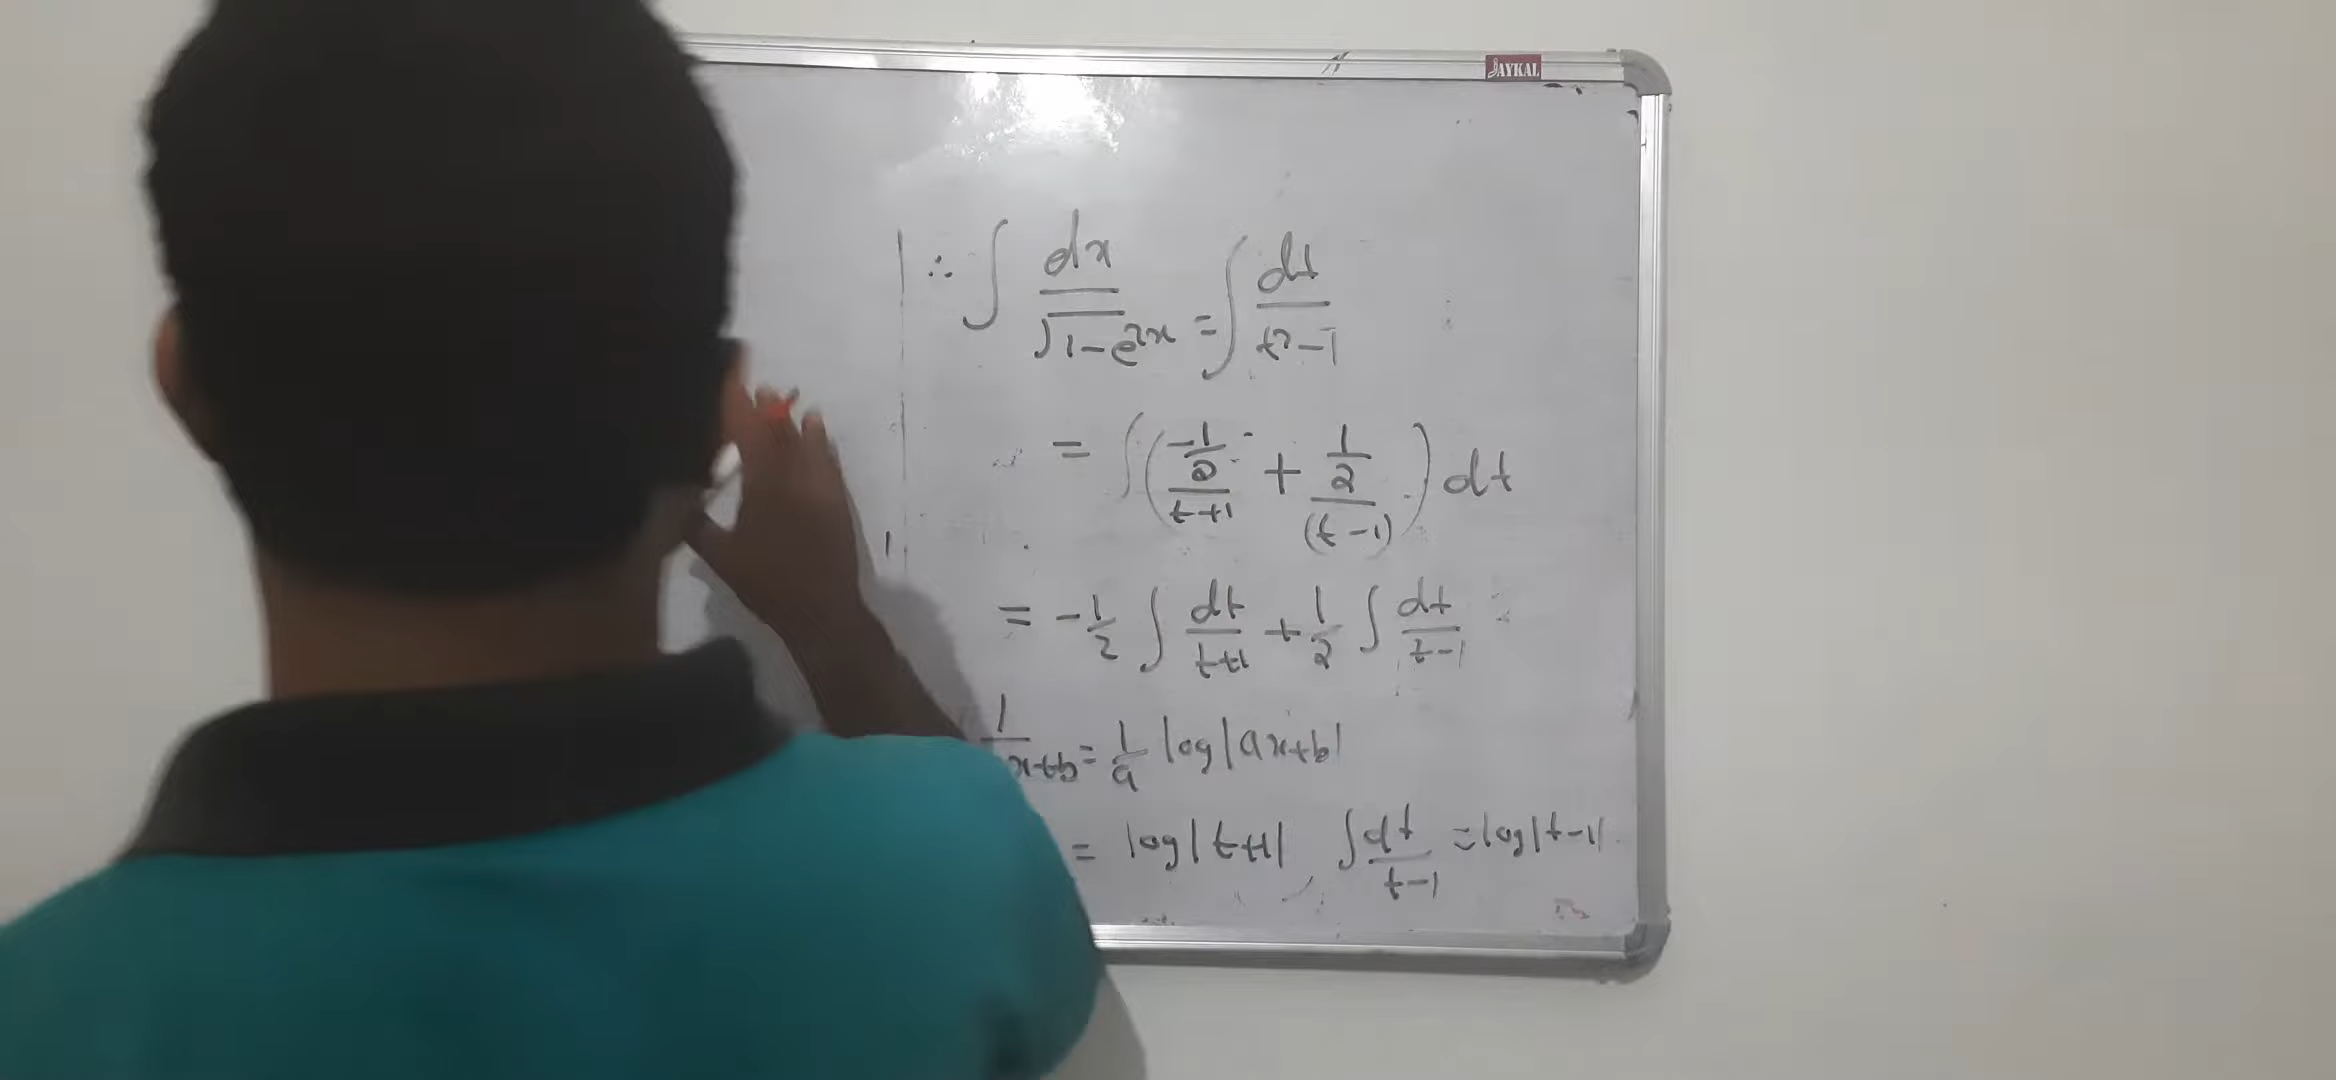 JAYKAL
∴ ∫ dx/√1-e^2x = ∫ dt/t²-1
= ∫ (-1/2/t+1 + 1/2/(t-1)) dt
= -1/2 ∫ dt/t+1 + 1/2 ∫ dt/t-1
1/x+b = 1/a log|ax+b|
= log|t+1| ∫ dt/t-1 = log|t-1|